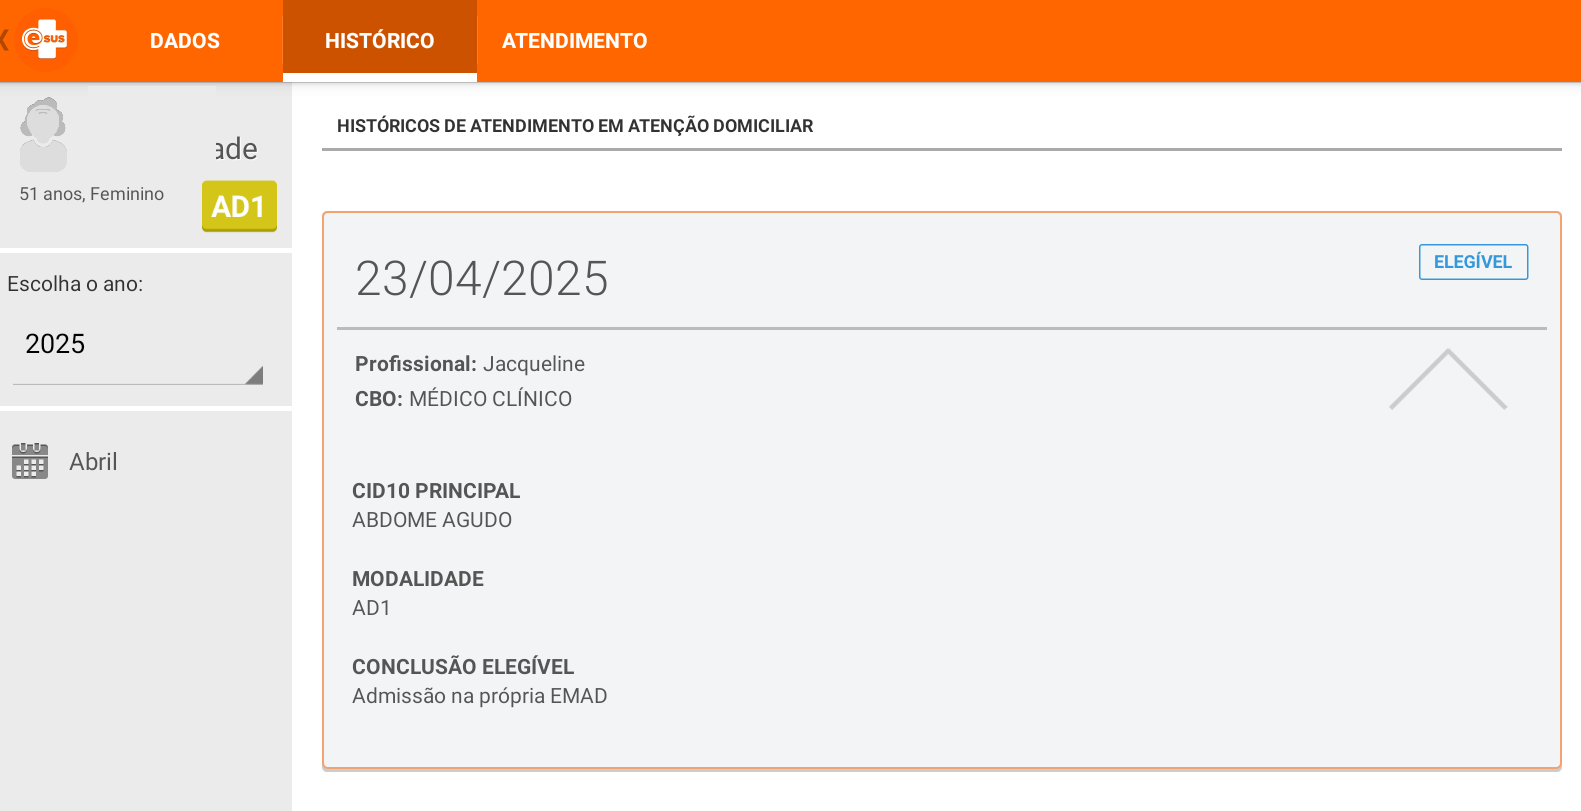 esus
DADOS
HISTÓRICO
ATENDIMENTO
ade
51 anos, Feminino
AD1
Escolha o ano:
2025
Abril
HISTÓRICOS DE ATENDIMENTO EM ATENÇÃO DOMICILIAR
23/04/2025
ELEGÍVEL
Profissional: Jacqueline
CBO: MÉDICO CLÍNICO
CID10 PRINCIPAL
ABDOME AGUDO
MODALIDADE
AD1
CONCLUSÃO ELEGÍVEL
Admissão na própria EMAD